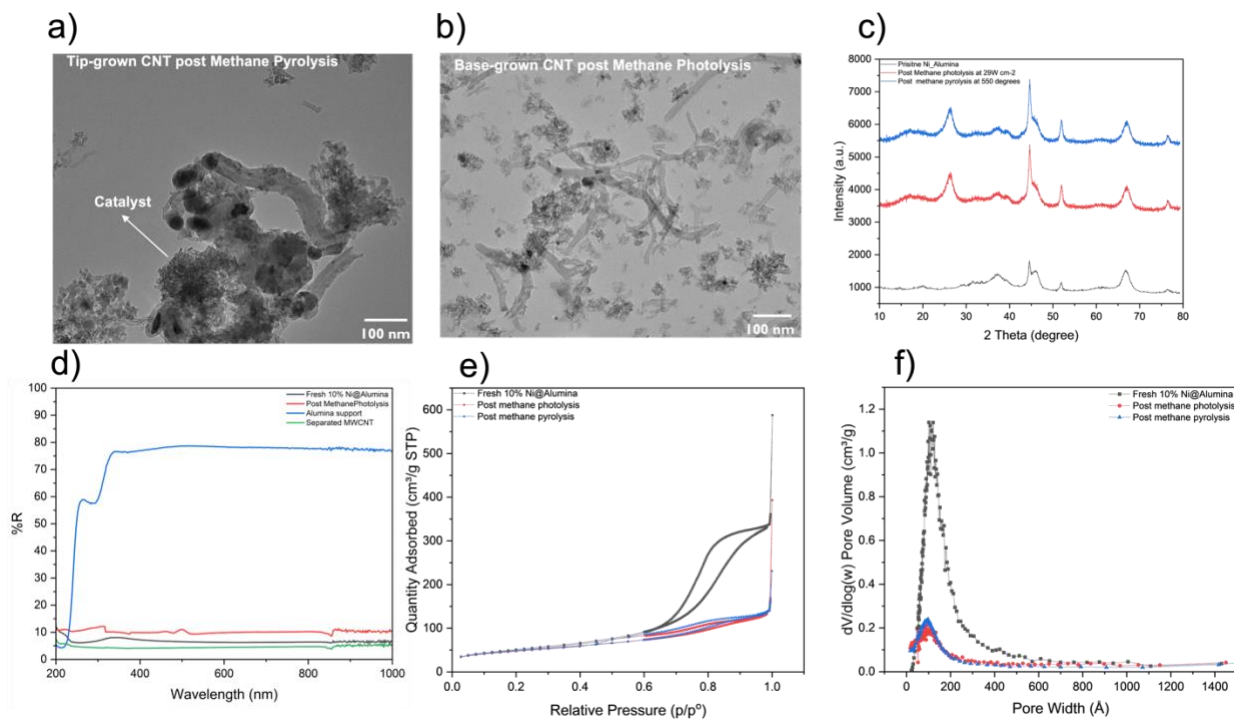 a)
Tip-grown CNT post Methane Pyrolysis
Catalyst
100 nm
b)
Base-grown CNT post Methane Photolysis
100 nm
c)
Prisitne Ni_Alumina
Post Methane photolysis at 29W cm-2
Post methane pyrolysis at 550 degrees
8000
7000
6000
5000
4000
3000
2000
1000
Intensity (a.u.)
10 20 30 40 50 60 70 80
2 Theta (degree)
d)
Fresh 10% Ni@Alumina
Post MethanePhotolysis
Alumina support
Separated MWCNT
100
90
80
70
60
50
40
30
20
10
0
%R
200 400 600 800 1000
Wavelength (nm)
e)
Fresh 10% Ni@Alumina
Post methane photolysis
Post methane pyrolysis
600
500
400
300
200
100
0
Quantity Adsorbed (cm³/g STP)
0.0 0.2 0.4 0.6 0.8 1.0
Relative Pressure (p/p°)
f)
Fresh 10% Ni@Alumina
Post methane photolysis
Post methane pyrolysis
1.2
1.0
0.8
0.6
0.4
0.2
0.0
dV/dlog(w) Pore Volume (cm³/g)
0 200 400 600 800 1000 1200 1400
Pore Width (Å)